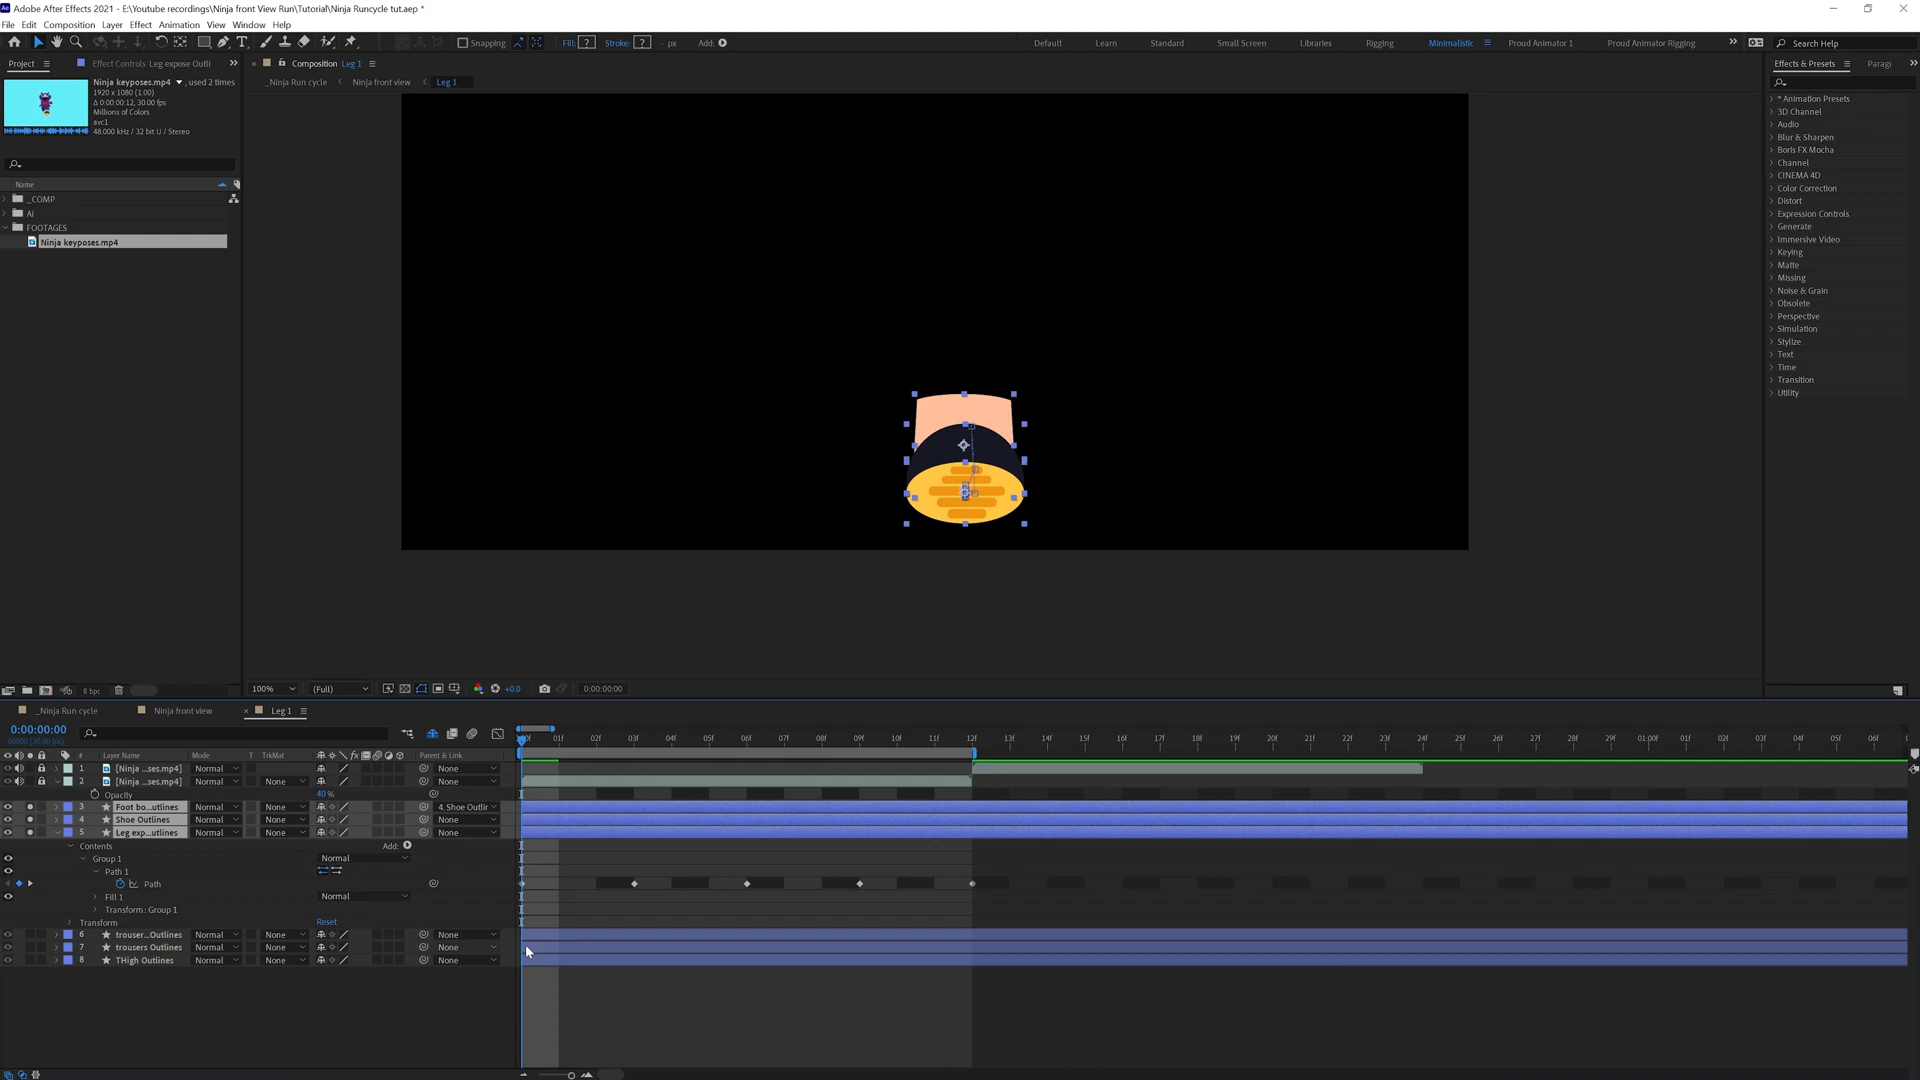 Adobe After Effects 2021 - E:\Youtube recordings\Ninja front View Run\Tutorial\Ninja Runcycle tut.aep *
File Edit Composition Layer Effect Animation View Window Help
Snapping Fill: ? Stroke: ? px Add: Default Learn Standard Small Screen Libraries Rigging Minimalistic Proud Animator 1 Proud Animator Rigging Search Help
Project Effect Controls Leg expose Outli
Composition Leg 1
Effects & Presets Paragi
Ninja keyposes.mp4 , used 2 times
1920 x 1080 (1.00)
Δ 0:00:00:12, 30.00 fps
Millions of Colors
avc1
48.000 kHz / 32 bit U / Stereo
_Ninja Run cycle Ninja front view Leg 1
Name
_COMP
Ai
FOOTAGES
Ninja keyposes.mp4
* Animation Presets
3D Channel
Audio
Blur & Sharpen
Boris FX Mocha
Channel
CINEMA 4D
Color Correction
Distort
Expression Controls
Generate
Immersive Video
Keying
Matte
Missing
Noise & Grain
Obsolete
Perspective
Simulation
Stylize
Text
Time
Transition
Utility
8 bpc
100% (Full) +0.0 0:00:00:00
_Ninja Run cycle Ninja front view Leg 1
0:00:00:00
01f 02f 03f 04f 05f 06f 07f 08f 09f 10f 11f 12f 13f 14f 15f 16f 17f 18f 19f 20f 21f 22f 23f 24f 25f 26f 27f 28f 29f 01:00f 01f 02f 03f 04f 05f 06f
# Layer Name Mode T TrkMat Parent & Link
1 [Ninja ...ses.mp4] Normal None
2 [Ninja ...ses.mp4] Normal None None
Opacity 40 %
3 Foot bo...utlines Normal None 4. Shoe Outlir
4 Shoe Outlines Normal None None
5 Leg exp...utlines Normal None None
Contents Add:
Group 1 Normal
Path 1
Path
Fill 1 Normal
Transform: Group 1
Transform Reset
6 trouser...Outlines Normal None None
7 trousers Outlines Normal None None
8 THigh Outlines Normal None None